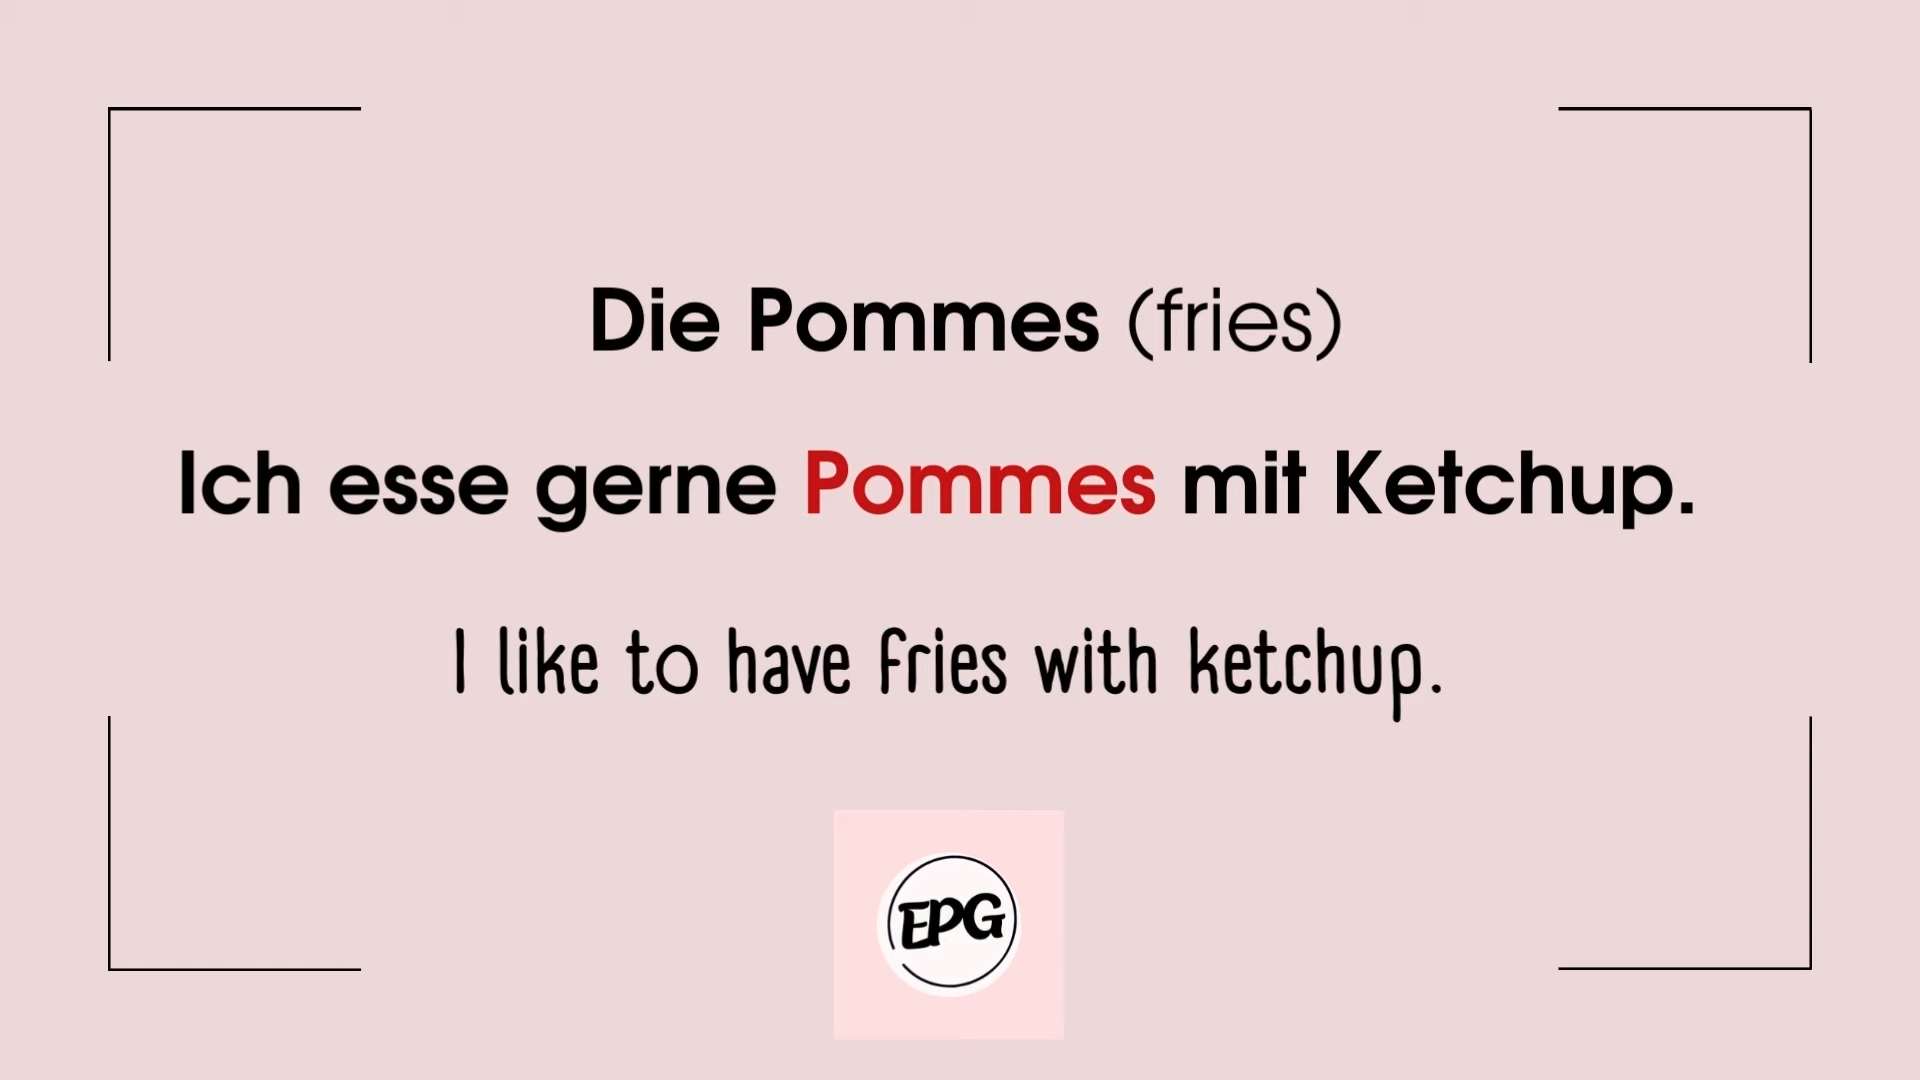 Die Pommes (fries)
Ich esse gerne Pommes mit Ketchup.
I like to have fries with ketchup.
EPG